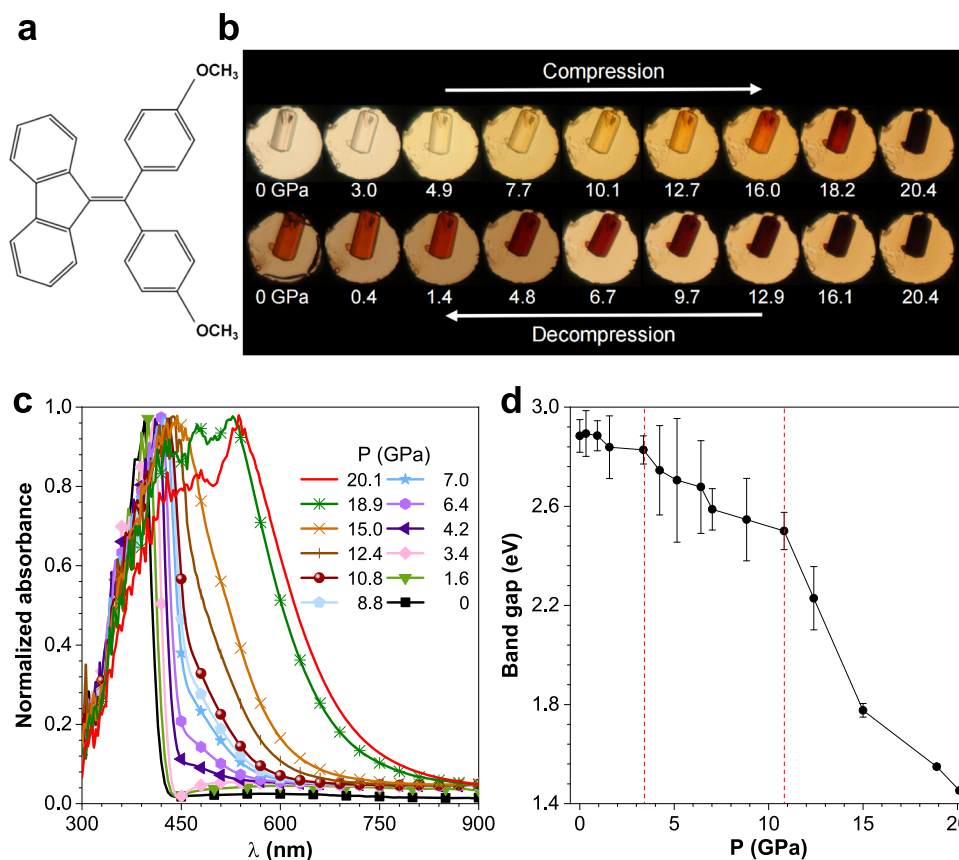 a
OCH3
OCH3
b
Compression
0 GPa 3.0 4.9 7.7 10.1 12.7 16.0 18.2 20.4
0 GPa 0.4 1.4 4.8 6.7 9.7 12.9 16.1 20.4
Decompression
c
Normalized absorbance
1.0
0.8
0.6
0.4
0.2
0.0
300 450 600 750 900
λ (nm)
P (GPa)
20.1 7.0
18.9 6.4
15.0 4.2
12.4 3.4
10.8 1.6
8.8 0
d
Band gap (eV)
3.0
2.6
2.2
1.8
1.4
0 5 10 15 20
P (GPa)